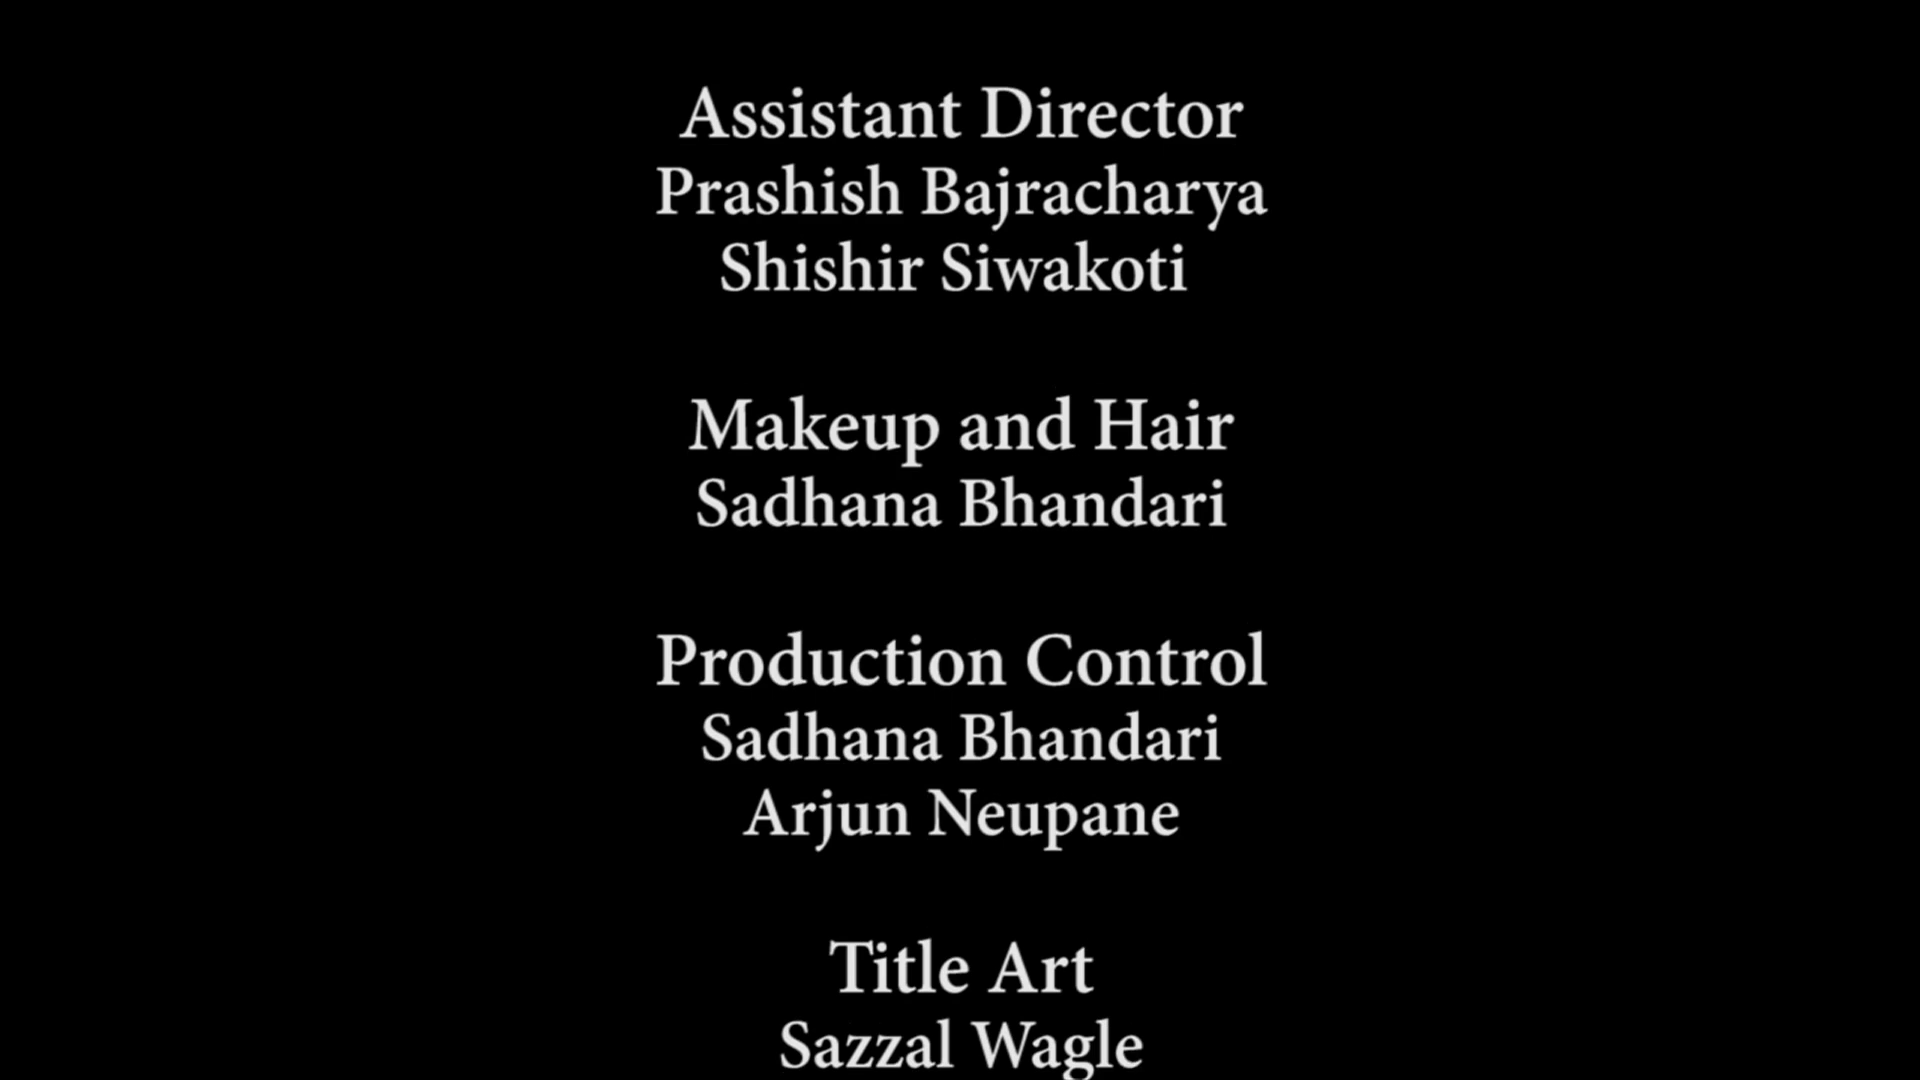 Assistant Director
Prashish Bajracharya
Shishir Siwakoti
Makeup and Hair
Sadhana Bhandari
Production Control
Sadhana Bhandari
Arjun Neupane
Title Art
Sazzal Wagle